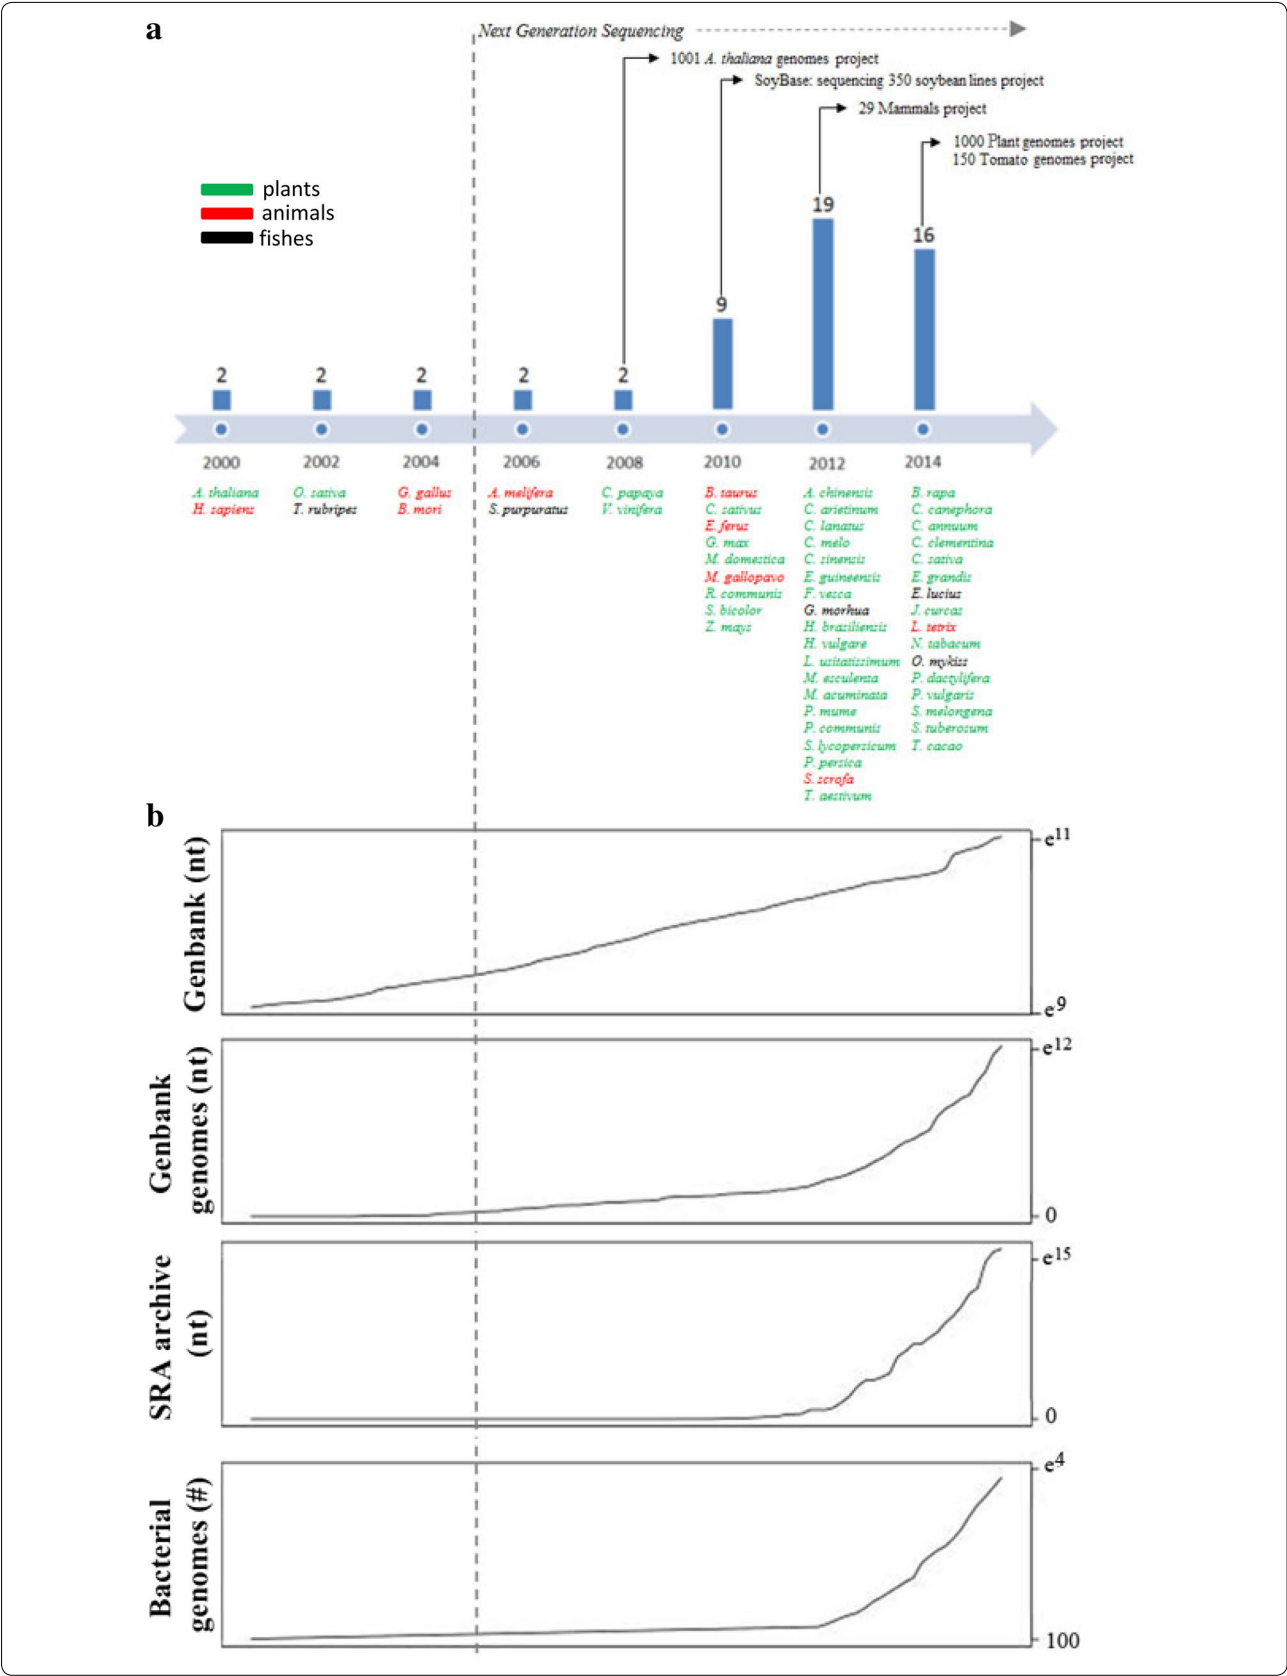 a
Next Generation Sequencing
1001 A. thaliana genomes project
SoyBase: sequencing 350 soybean lines project
29 Mammals project
1000 Plant genomes project
150 Tomato genomes project
plants
animals
fishes
2
2
2
2
2
9
19
16
2000
2002
2004
2006
2008
2010
2012
2014
A. thaliana
H. sapiens
O. sativa
T. rubripes
G. gallus
B. mori
A. melifera
S. purpuratus
C. papaya
V. vinifera
B. taurus
C. sativus
E. ferus
G. max
M. domestica
M. gallopavo
R. communis
S. bicolor
Z. mays
A. chinensis
C. arietinum
C. lanatus
C. melo
C. sinensis
E. guineensis
F. vesca
G. morhua
H. brasiliensis
H. vulgare
L. usitatissimum
M. esculenta
M. acuminata
P. mume
P. communis
S. lycopersicum
P. persica
S. scrofa
T. aestivum
B. rapa
C. canephora
C. annuum
C. clementina
C. sativa
E. grandis
E. lucius
J. curcas
L. tetrix
N. tabacum
O. mykiss
P. dactylifera
P. vulgaris
S. melongena
S. tuberosum
T. cacao
b
Genbank (nt)
e11
e9
Genbank
genomes (nt)
e12
0
SRA archive
(nt)
e15
0
Bacterial
genomes (#)
e4
100